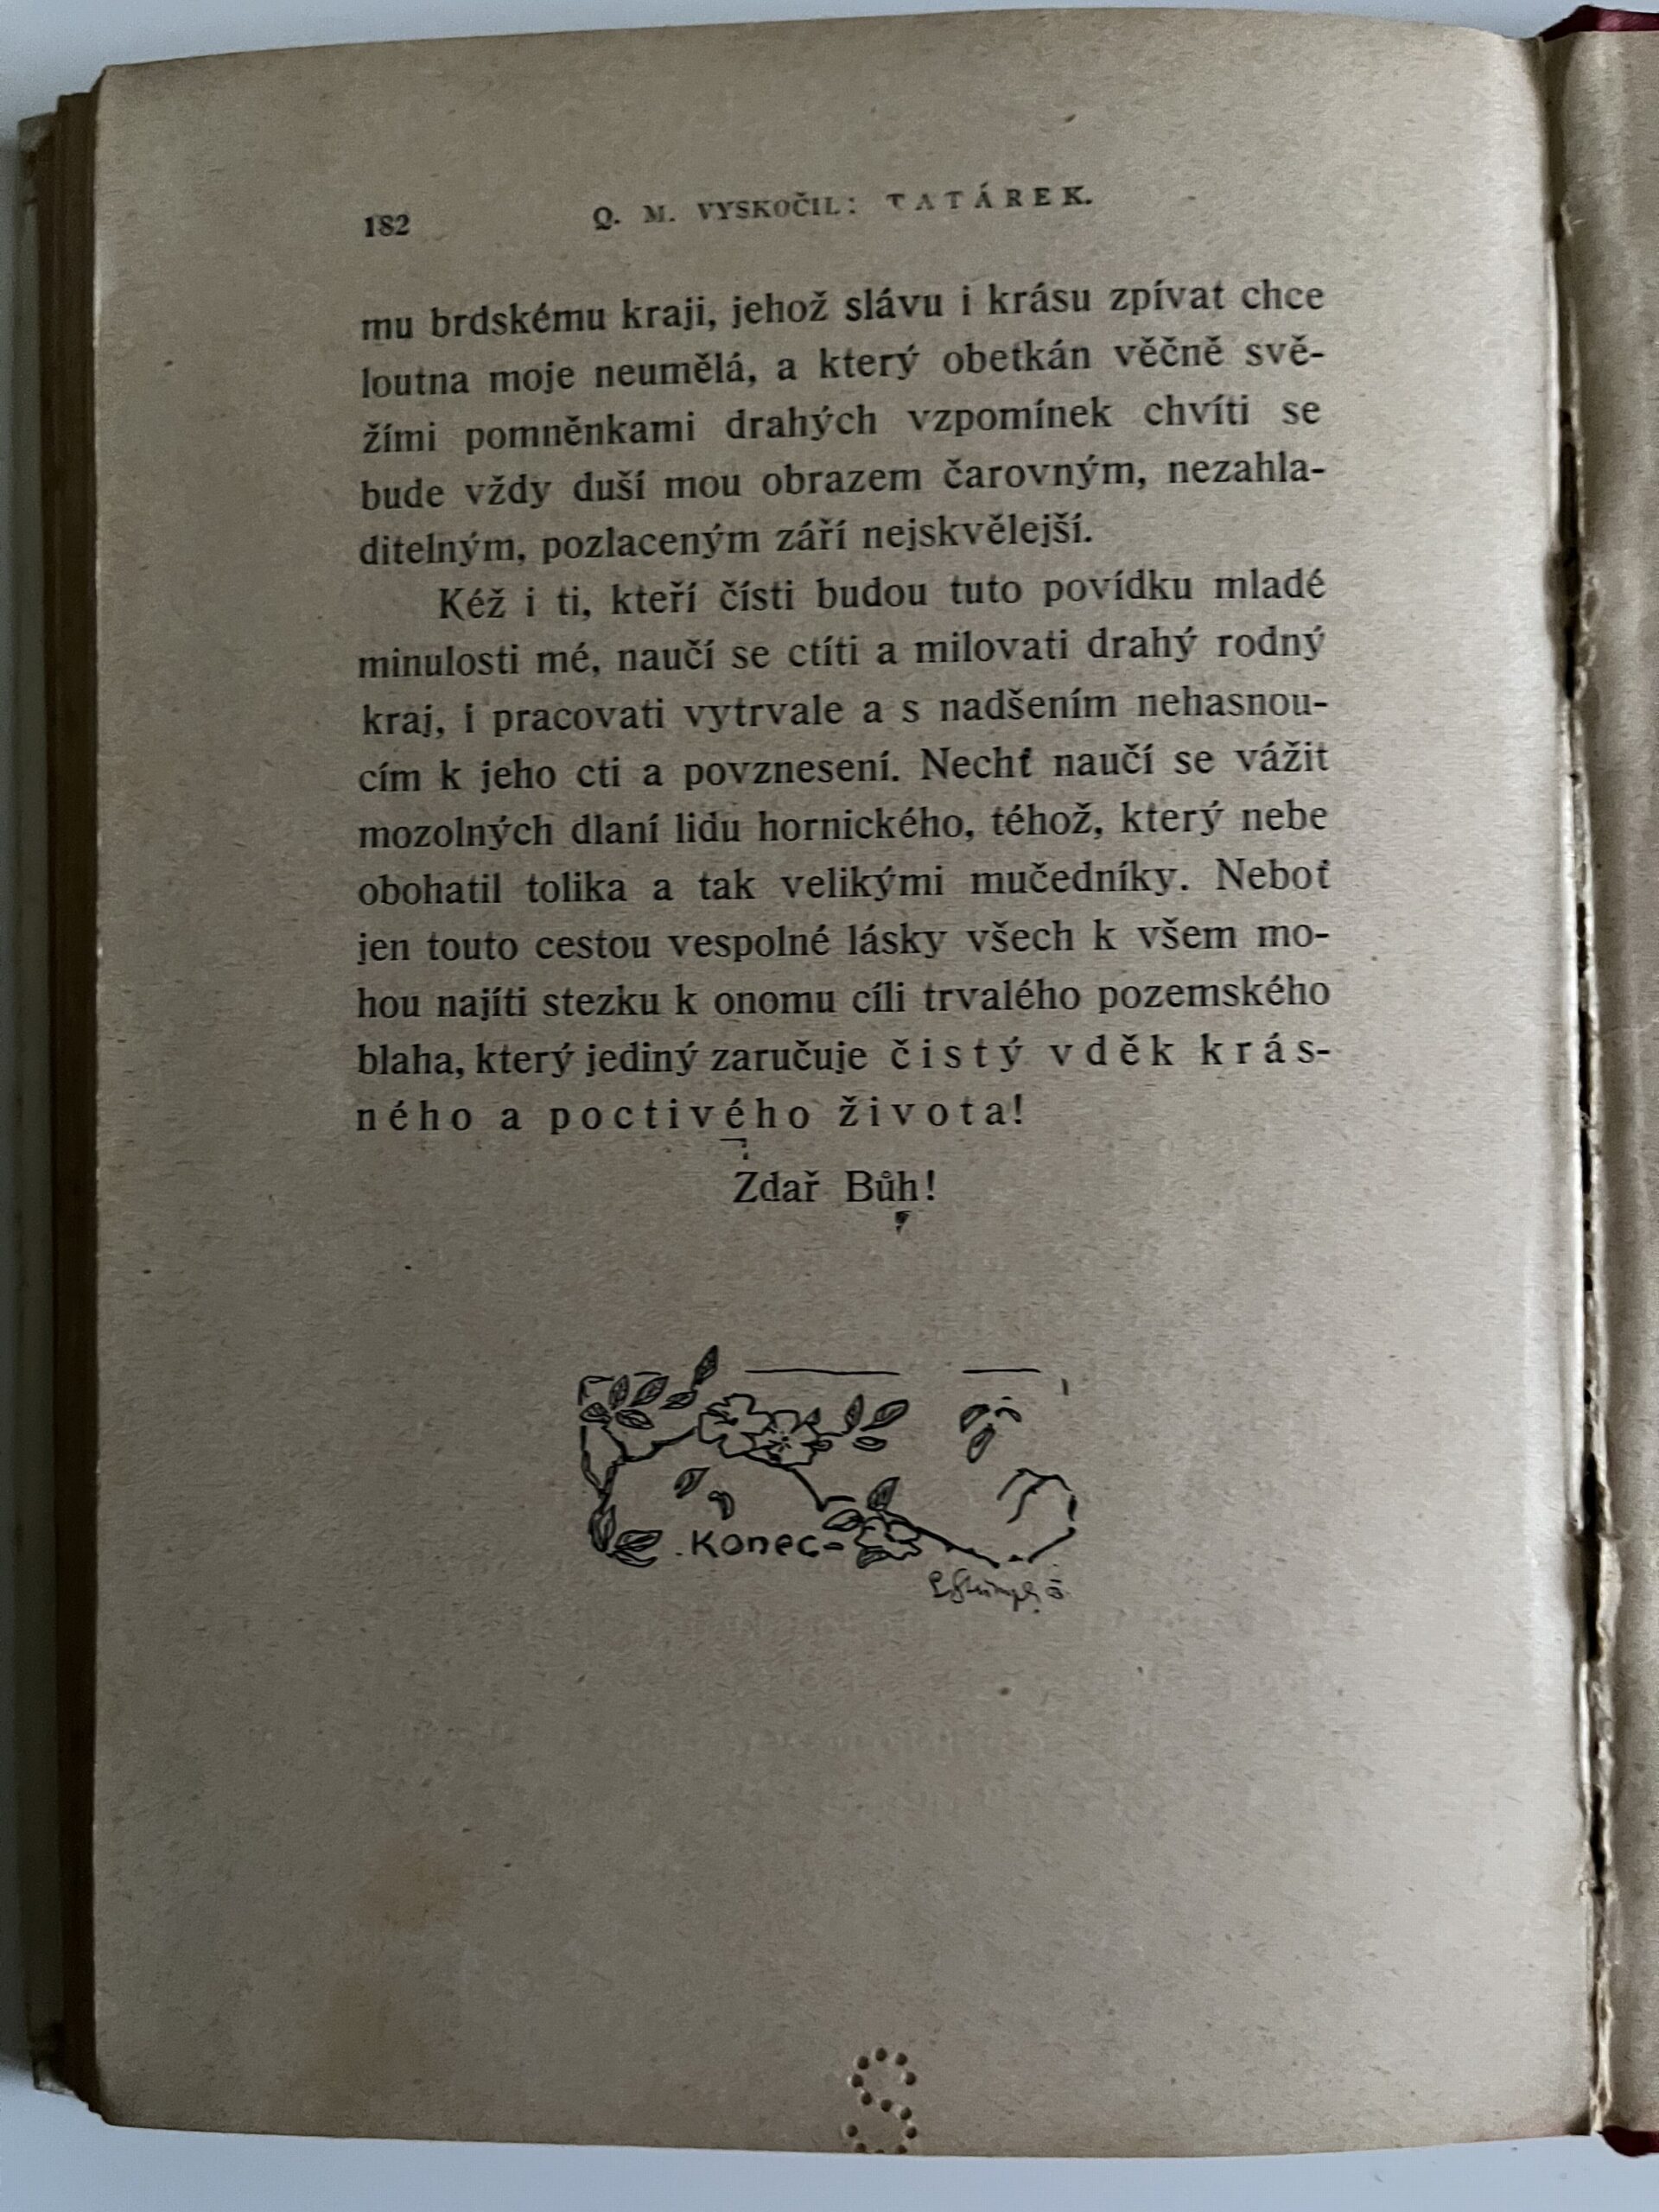 182
Q. M. VYSKOČIL: TATÁREK.
mu brdskému kraji, jehož slávu i krásu zpívat chce
loutna moje neumělá, a který obetkán věčně svě-
žími pomněnkami drahých vzpomínek chvíti se
bude vždy duší mou obrazem čarovným, nezahla-
ditelným, pozlaceným září nejskvělejší.
Kéž i ti, kteří čísti budou tuto povídku mladé
minulosti mé, naučí se ctíti a milovati drahý rodný
kraj, i pracovati vytrvale a s nadšením nehasnou-
cím k jeho cti a povznesení. Nechť naučí se vážit
mozolných dlaní lidu hornického, téhož, který nebe
obohatil tolika a tak velikými mučedníky. Neboť
jen touto cestou vespolné lásky všech k všem mo-
hou najíti stezku k onomu cíli trvalého pozemského
blaha, který jediný zaručuje čistý vděk krás-
ného a poctivého života!
Zdař Bůh!
Konec
S